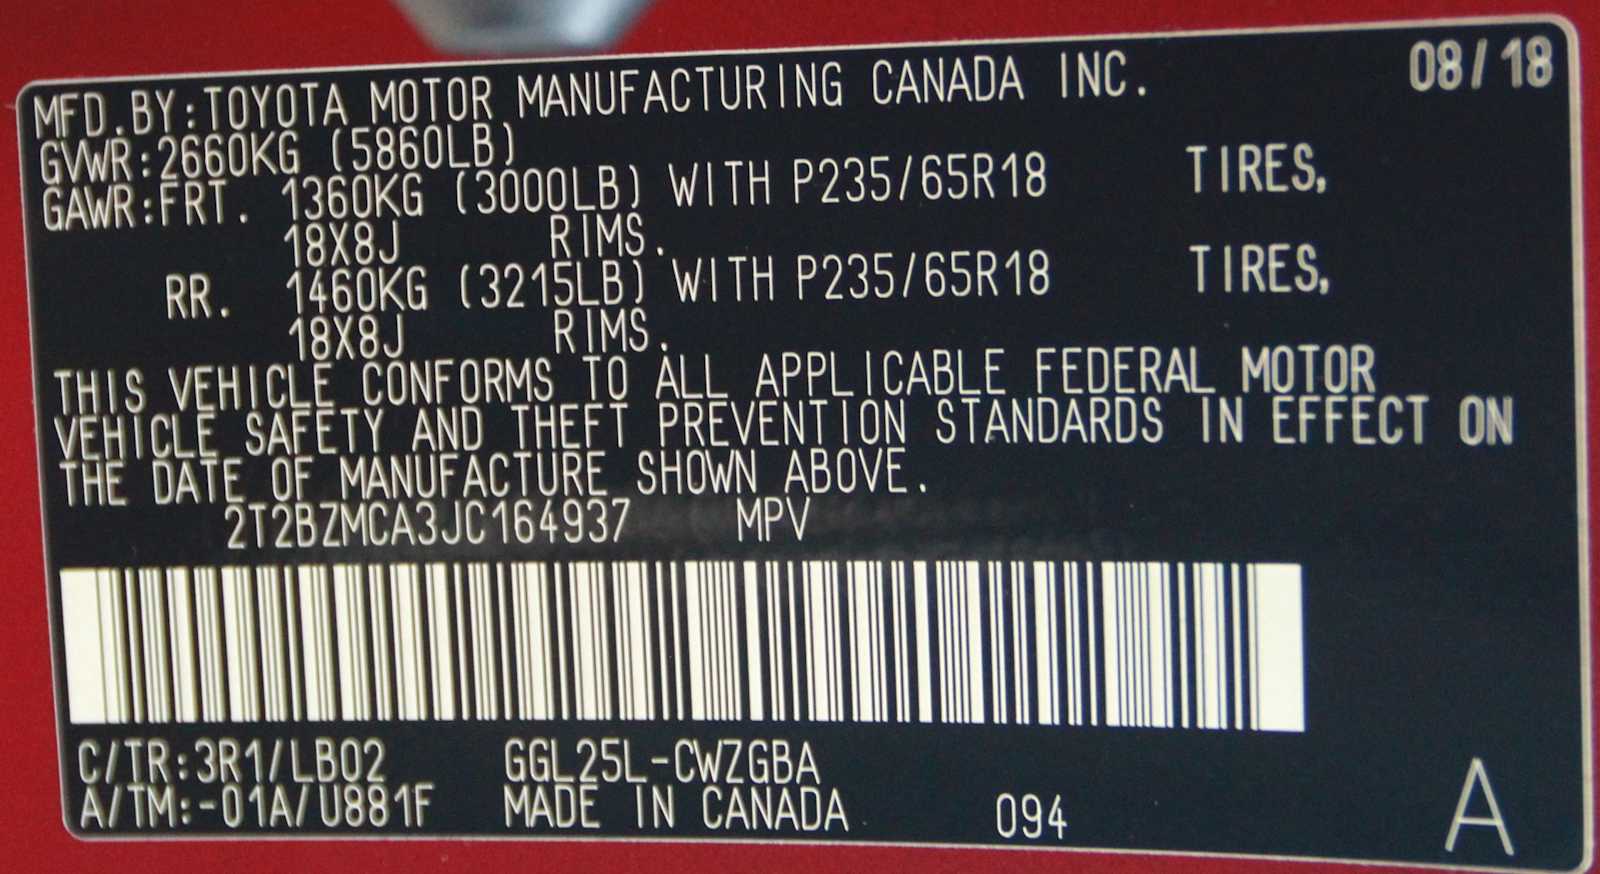 MFD.BY:TOYOTA MOTOR MANUFACTURING CANADA INC. 08/18
GVWR:2660KG (5860LB)
GAWR:FRT. 1360KG (3000LB) WITH P235/65R18 TIRES,
18X8J RIMS.
RR. 1460KG (3215LB) WITH P235/65R18 TIRES,
18X8J RIMS.
THIS VEHICLE CONFORMS TO ALL APPLICABLE FEDERAL MOTOR
VEHICLE SAFETY AND THEFT PREVENTION STANDARDS IN EFFECT ON
THE DATE OF MANUFACTURE SHOWN ABOVE.
2T2BZMCA3JC164937 MPV
C/TR:3R1/LB02 GGL25L-CWZGBA
A/TM:-01A/U881F MADE IN CANADA 094 A